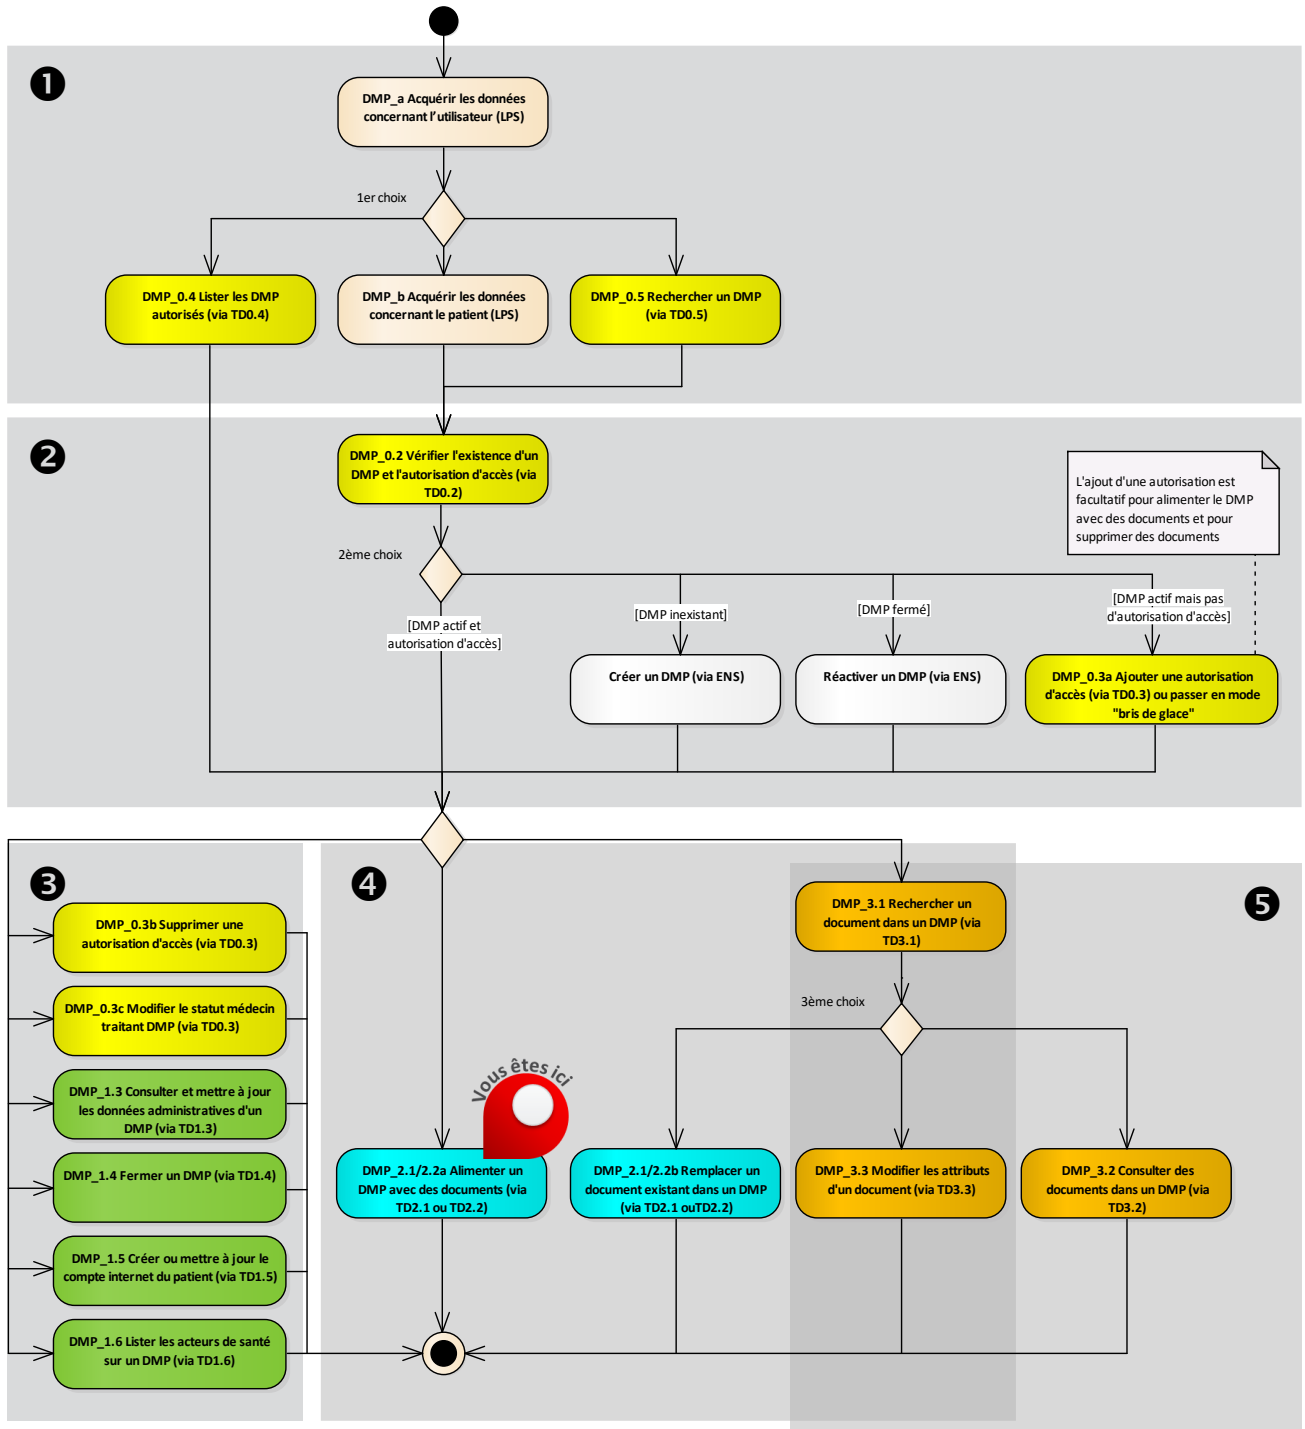 ❶
DMP_a Acquérir les données
concernant l'utilisateur (LPS)
1er choix
DMP_0.4 Lister les DMP
autorisés (via TD0.4)
DMP_b Acquérir les données
concernant le patient (LPS)
DMP_0.5 Rechercher un DMP
(via TD0.5)
❷
DMP_0.2 Vérifier l'existence d'un
DMP et l'autorisation d'accès (via
TD0.2)
L'ajout d'une autorisation est
facultatif pour alimenter le DMP
avec des documents et pour
supprimer des documents
2ème choix
[DMP actif et
autorisation d'accès]
[DMP inexistant]
[DMP fermé]
[DMP actif mais pas
d'autorisation d'accès]
Créer un DMP (via ENS)
Réactiver un DMP (via ENS)
DMP_0.3a Ajouter une autorisation
d'accès (via TD0.3) ou passer en mode
"bris de glace"
❸
DMP_0.3b Supprimer une
autorisation d'accès (via TD0.3)
DMP_0.3c Modifier le statut médecin
traitant DMP (via TD0.3)
DMP_1.3 Consulter et mettre à jour
les données administratives d'un
DMP (via TD1.3)
DMP_1.4 Fermer un DMP (via TD1.4)
DMP_1.5 Créer ou mettre à jour le
compte internet du patient (via TD1.5)
DMP_1.6 Lister les acteurs de santé
sur un DMP (via TD1.6)
❹
❺
DMP_3.1 Rechercher un
document dans un DMP (via
TD3.1)
3ème choix
Vous êtes ici
DMP_2.1/2.2a Alimenter un
DMP avec des documents (via
TD2.1 ou TD2.2)
DMP_2.1/2.2b Remplacer un
document existant dans un DMP
(via TD2.1 ouTD2.2)
DMP_3.3 Modifier les attributs
d'un document (via TD3.3)
DMP_3.2 Consulter des
documents dans un DMP (via
TD3.2)